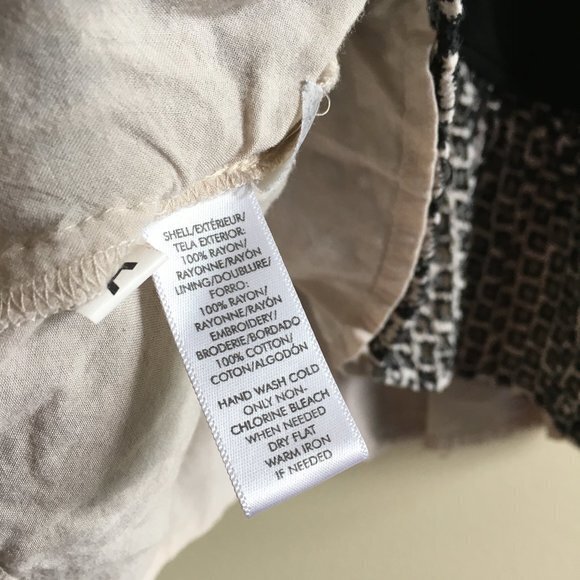 SHELL/EXTÉRIEUR/
TELA EXTERIOR:
100% RAYON/
RAYONNE/RAYÓN
LINING/DOUBLURE/
FORRO:
100% RAYON/
RAYONNE/RAYÓN
EMBROIDERY/
BRODERIE/BORDADO
100% COTTON/
COTON/ALGODÓN
HAND WASH COLD
ONLY NON-
CHLORINE BLEACH
WHEN NEEDED
DRY FLAT
WARM IRON
IF NEEDED